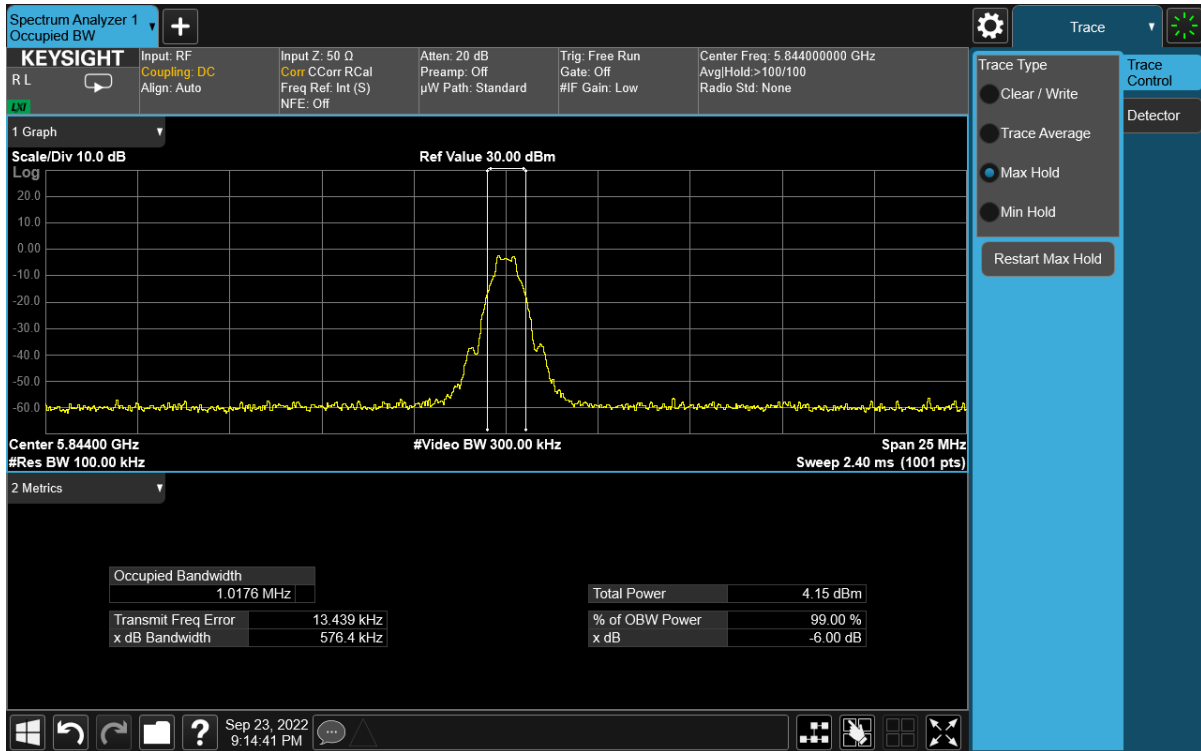 Spectrum Analyzer 1
Occupied BW
Trace
KEYSIGHT
R L
LXI
Input: RF
Coupling: DC
Align: Auto
Input Z: 50 Ω
Corr CCorr RCal
Freq Ref: Int (S)
NFE: Off
Atten: 20 dB
Preamp: Off
µW Path: Standard
Trig: Free Run
Gate: Off
#IF Gain: Low
Center Freq: 5.844000000 GHz
Avg|Hold:>100/100
Radio Std: None
Trace Type
Clear / Write
Trace Average
Max Hold
Min Hold
Restart Max Hold
Trace
Control
Detector
1 Graph
Scale/Div 10.0 dB
Ref Value 30.00 dBm
Log
20.0
10.0
0.00
-10.0
-20.0
-30.0
-40.0
-50.0
-60.0
Center 5.84400 GHz
#Video BW 300.00 kHz
Span 25 MHz
#Res BW 100.00 kHz
Sweep 2.40 ms (1001 pts)
2 Metrics
Occupied Bandwidth
1.0176 MHz
Total Power 4.15 dBm
Transmit Freq Error 13.439 kHz
% of OBW Power 99.00 %
x dB Bandwidth 576.4 kHz
x dB -6.00 dB
?
Sep 23, 2022
9:14:41 PM